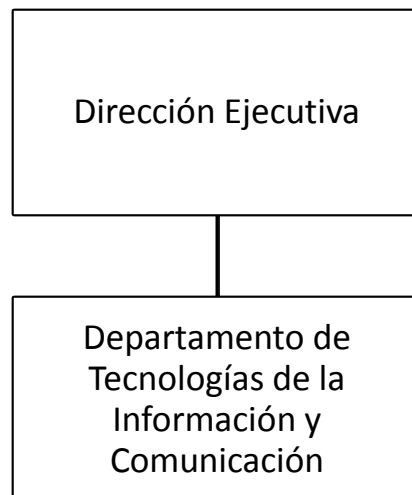 Dirección Ejecutiva
Departamento de
Tecnologías de la
Información y
Comunicación